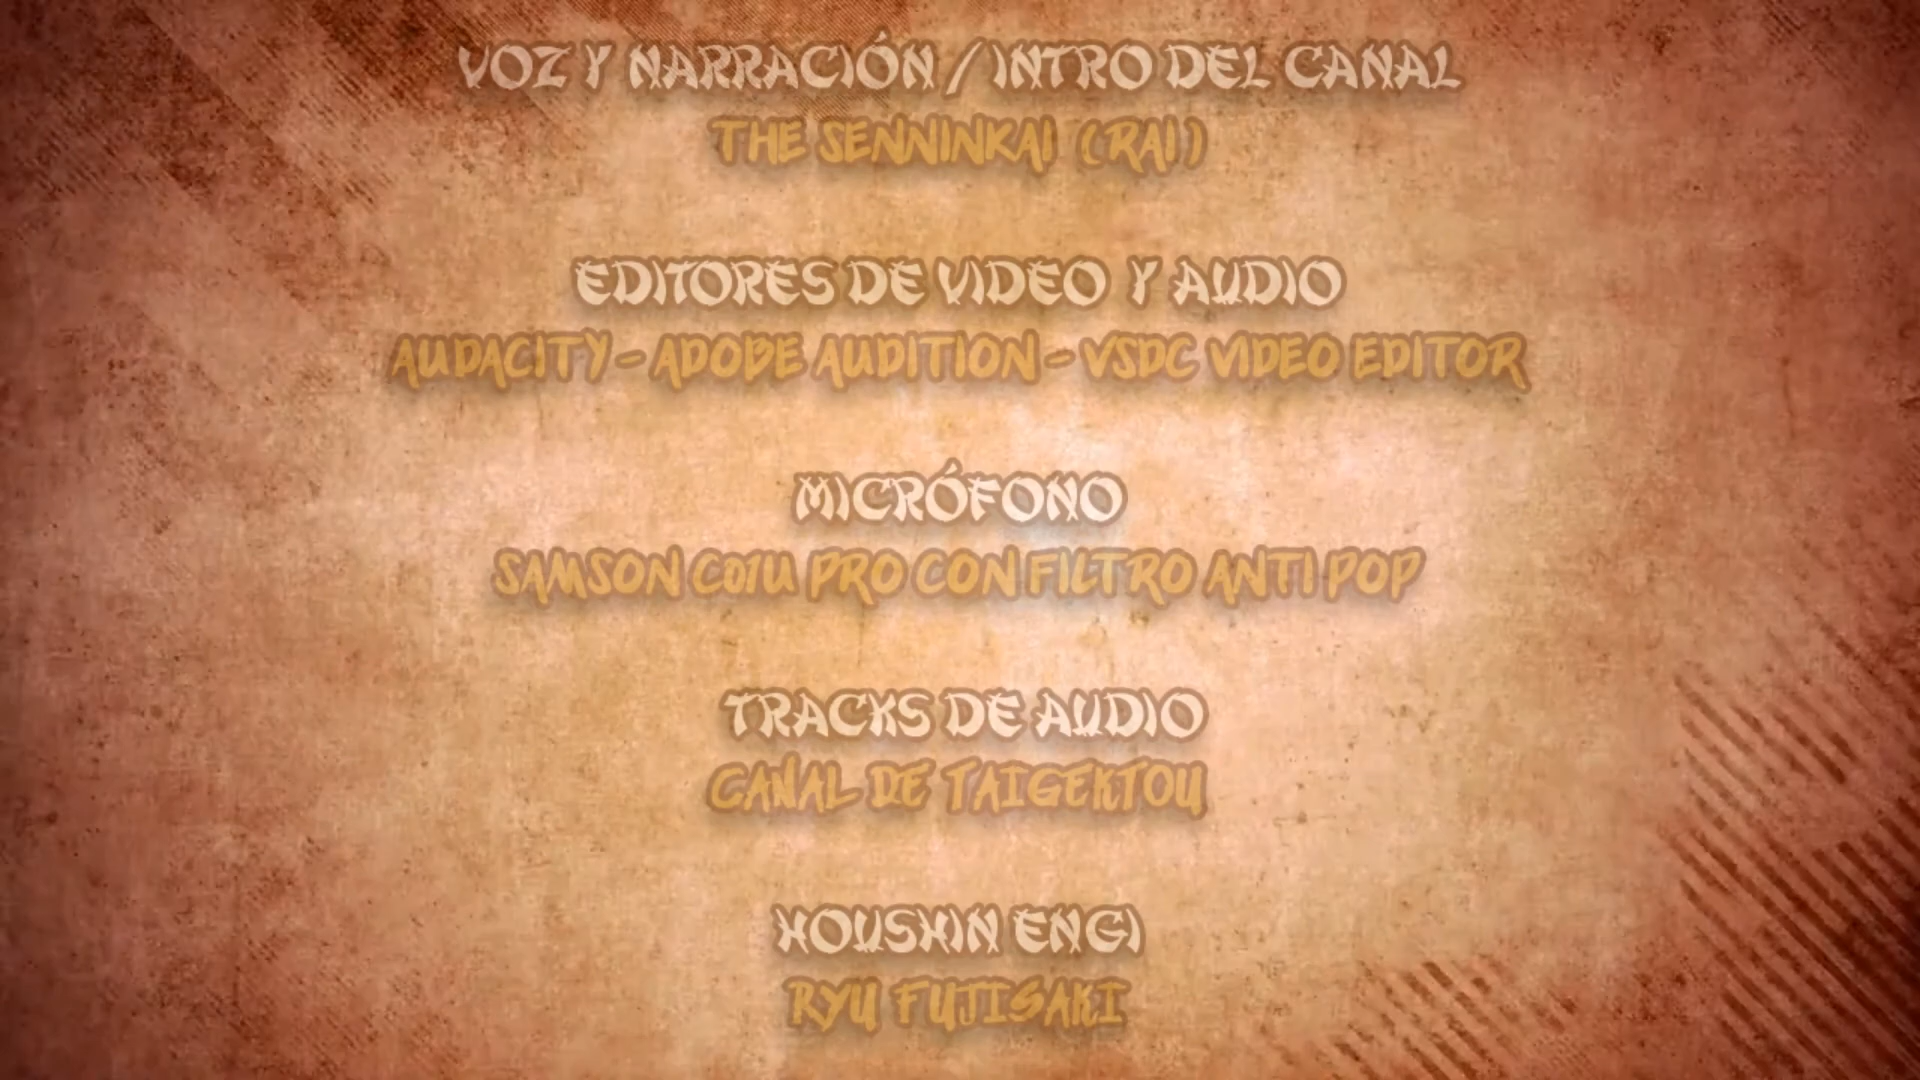 VOZ Y NARRACIÓN / INTRO DEL CANAL
THE SENNINKAI (RAI)
EDITORES DE VIDEO Y AUDIO
AUDACITY - ADOBE AUDITION - VSDC VIDEO EDITOR
MICRÓFONO
SAMSON C01U PRO CON FILTRO ANTI POP
TRACKS DE AUDIO
CANAL DE TAIGEKTOU
HOUSHIN ENGI
RYU FUJISAKI